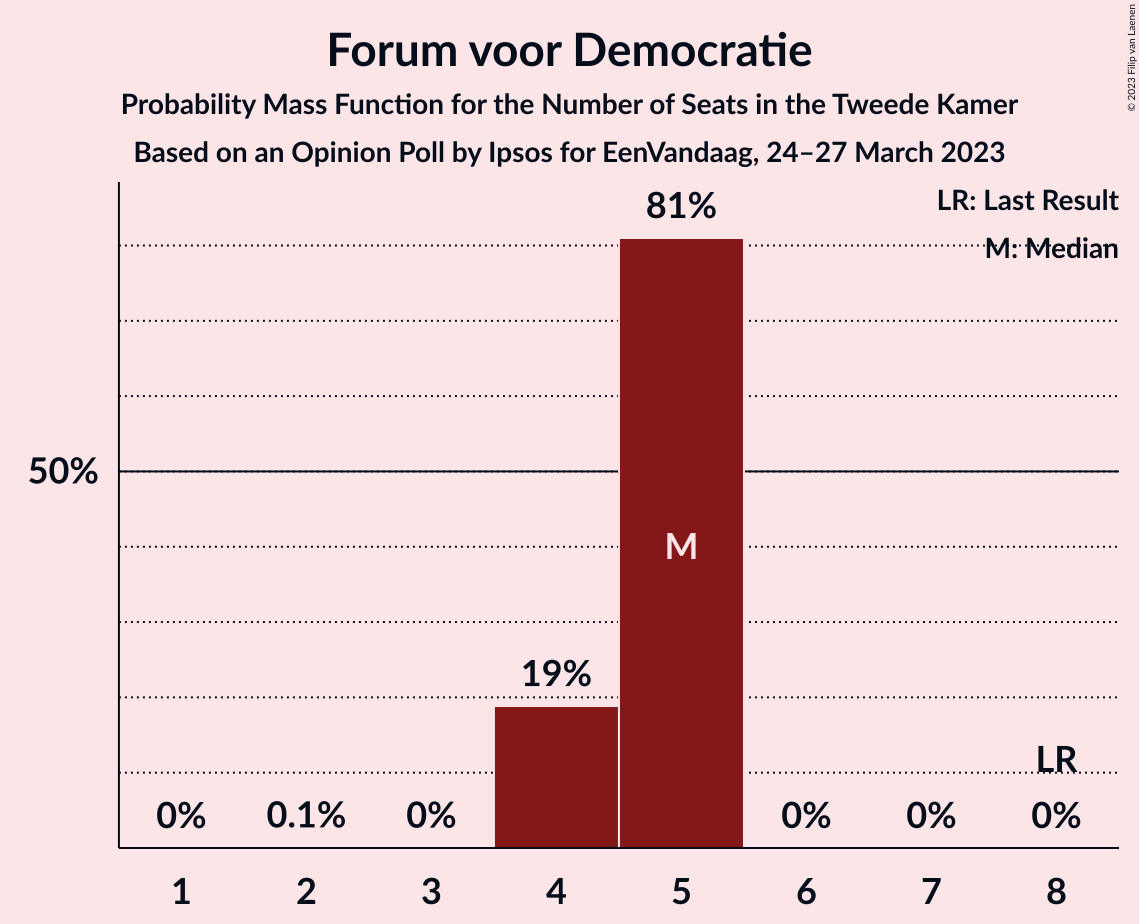 Forum voor Democratie
Probability Mass Function for the Number of Seats in the Tweede Kamer
Based on an Opinion Poll by Ipsos for EenVandaag, 24–27 March 2023
© 2023 Filip van Laenen
LR: Last Result
M: Median
81%
50%
M
19%
LR
0% 0.1% 0% 0% 0% 0%
1 2 3 4 5 6 7 8